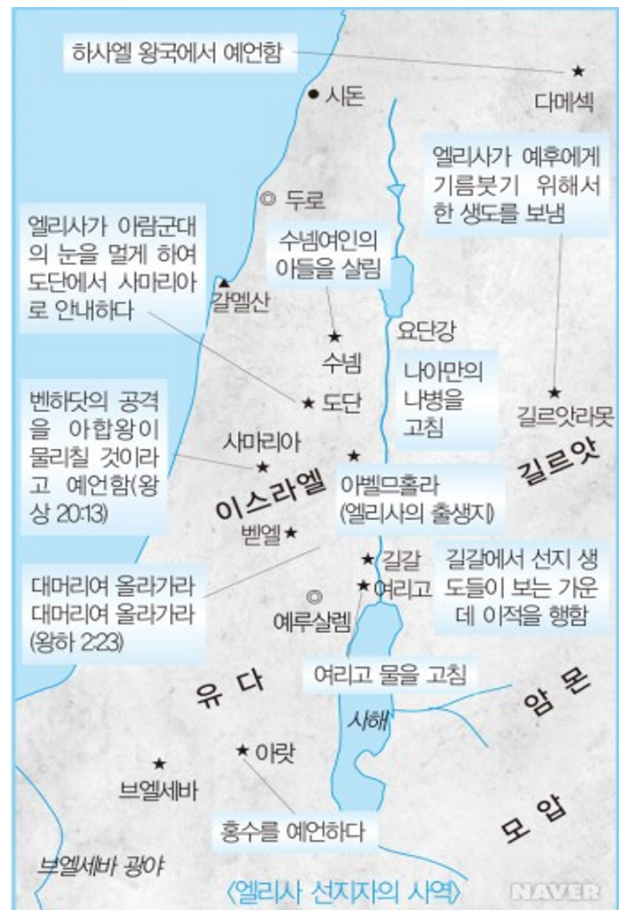 하사엘 왕국에서 예언함
시돈
다메섹
엘리사가 예후에게
기름붓기 위해서
한 생도를 보냄
두로
엘리사가 아람군대
의 눈을 멀게 하여
도단에서 사마리아
로 안내하다
수넴여인의
아들을 살림
갈멜산
요단강
수넴
나아만의
나병을
고침
도단
길르앗라못
벤하닷의 공격
을 아합왕이
물리칠 것이라
고 예언함(왕
상 20:13)
사마리아
길르앗
이스라엘
아벨므홀라
(엘리사의 출생지)
벧엘
길갈
길갈에서 선지 생
도들이 보는 가운
데 이적을 행함
대머리여 올라가라
대머리여 올라가라
(왕하 2:23)
여리고
예루살렘
여리고 물을 고침
유다
암몬
사해
아랏
브엘세바
모압
홍수를 예언하다
브엘세바 광야
〈엘리사 선지자의 사역〉
NAVER